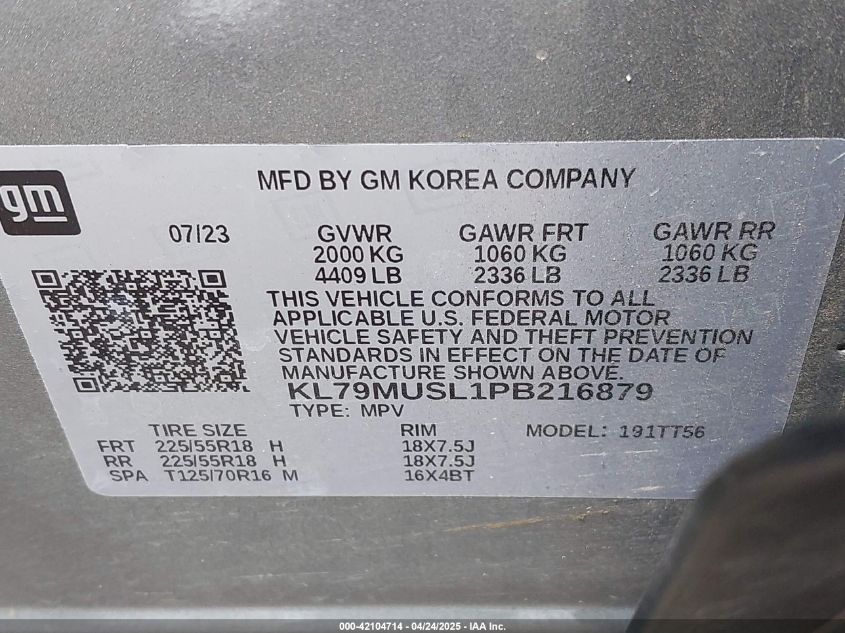 gm
MFD BY GM KOREA COMPANY
07/23 GVWR GAWR FRT GAWR RR
2000 KG 1060 KG 1060 KG
4409 LB 2336 LB 2336 LB
THIS VEHICLE CONFORMS TO ALL
APPLICABLE U.S. FEDERAL MOTOR
VEHICLE SAFETY AND THEFT PREVENTION
STANDARDS IN EFFECT ON THE DATE OF
MANUFACTURE SHOWN ABOVE.
KL79MUSL1PB216879
TYPE: MPV
TIRE SIZE RIM MODEL: 191TT56
FRT 225/55R18 H 18X7.5J
RR 225/55R18 H 18X7.5J
SPA T125/70R16 M 16X4BT
000-42104714 - 04/24/2025 - IAA Inc.